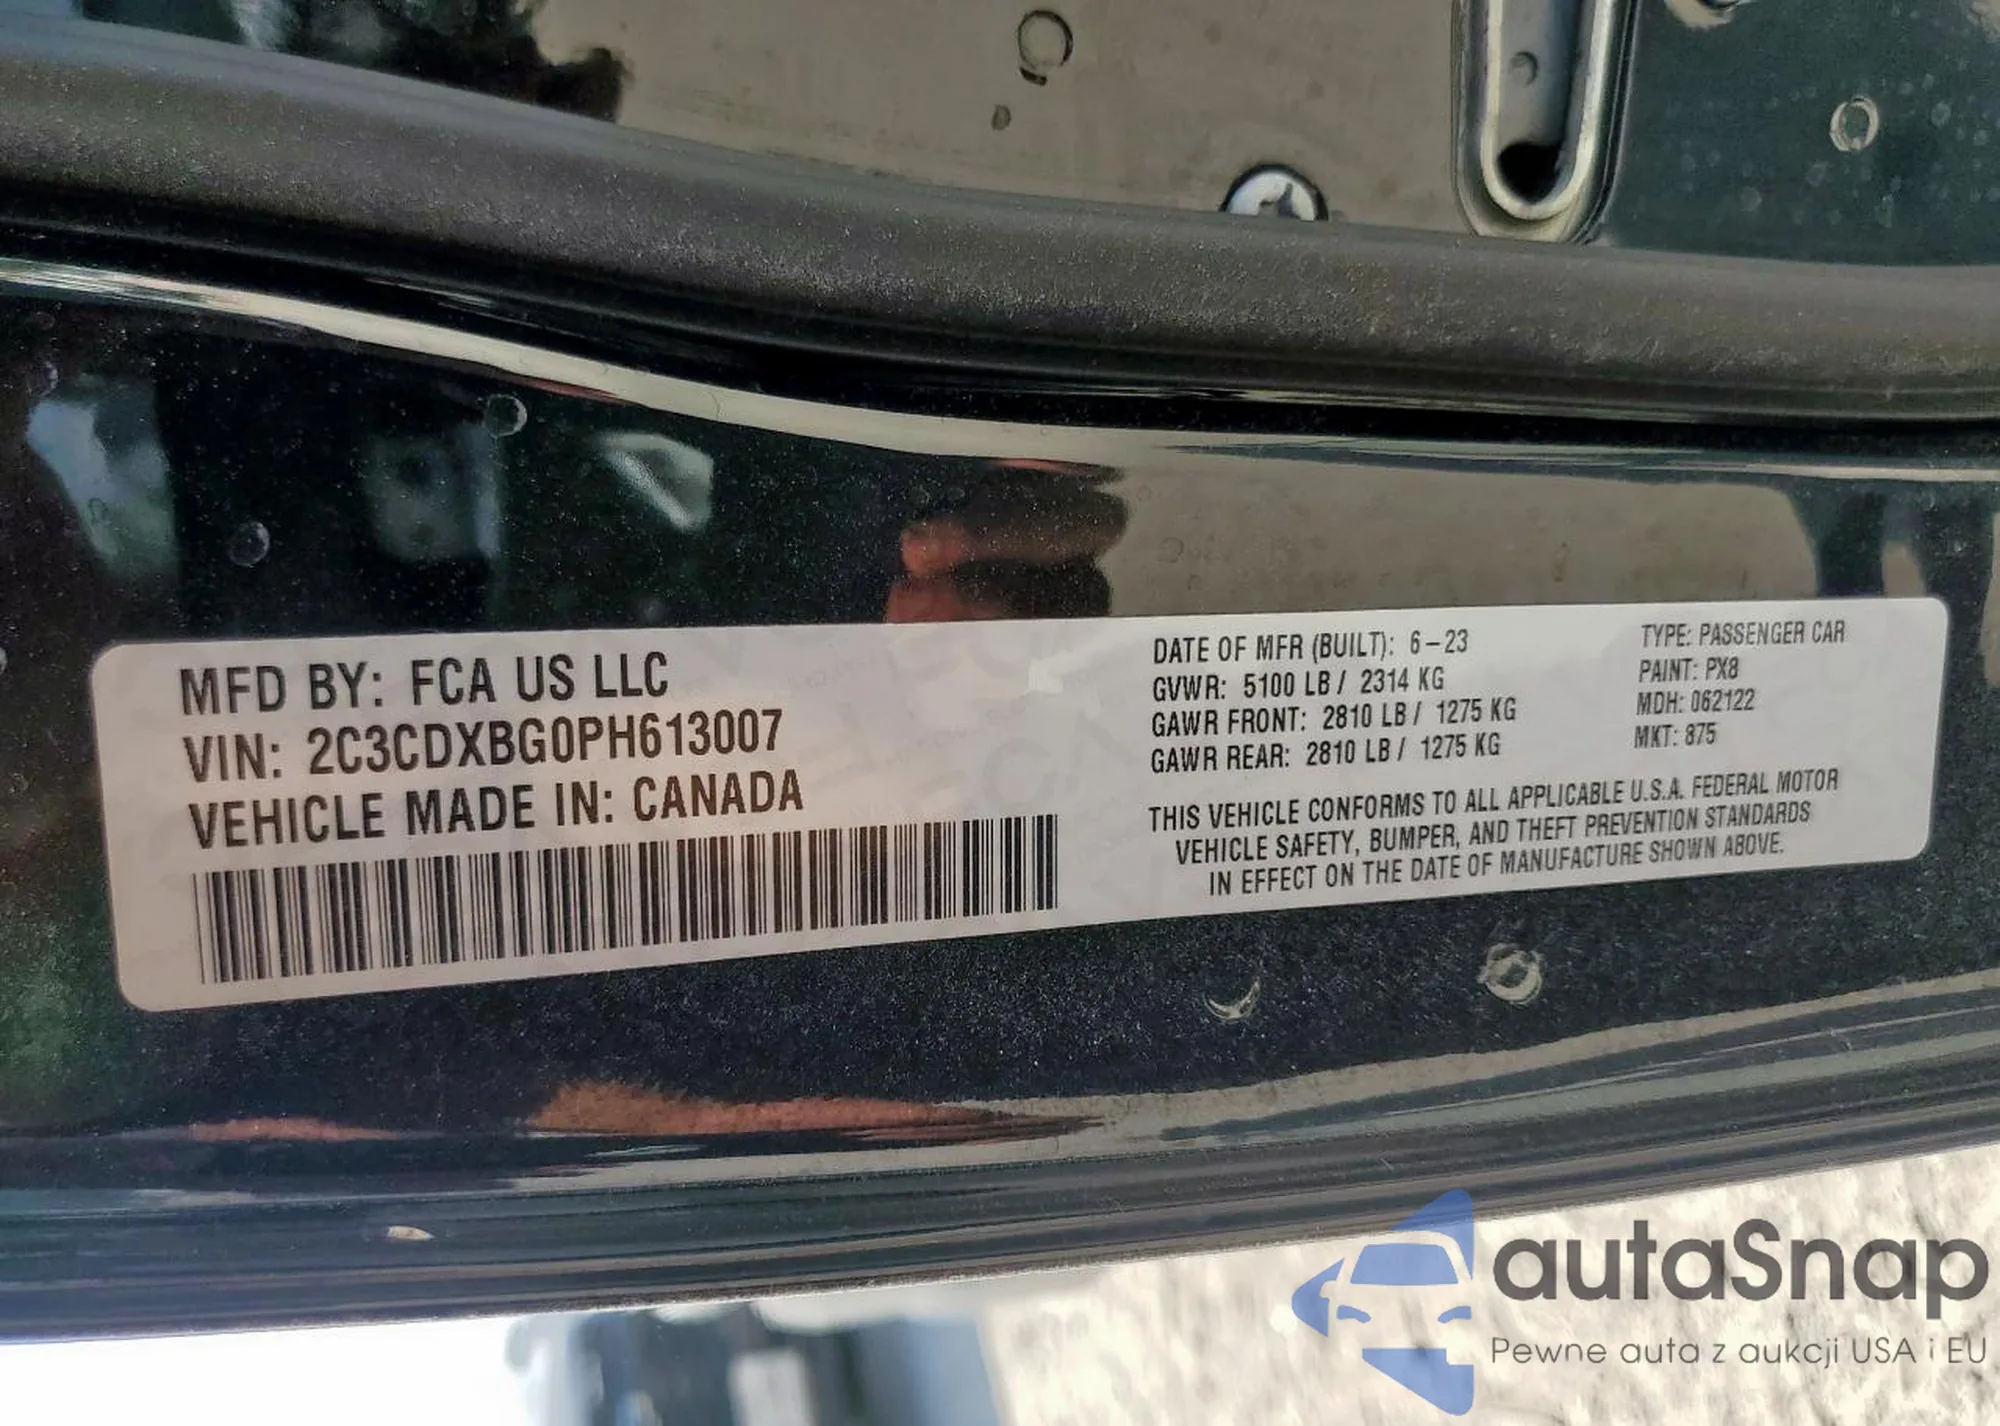 MFD BY: FCA US LLC
VIN: 2C3CDXBG0PH613007
VEHICLE MADE IN: CANADA
DATE OF MFR (BUILT): 6-23
GVWR: 5100 LB / 2314 KG
GAWR FRONT: 2810 LB / 1275 KG
GAWR REAR: 2810 LB / 1275 KG
TYPE: PASSENGER CAR
PAINT: PX8
MDH: 062122
MKT: 875
THIS VEHICLE CONFORMS TO ALL APPLICABLE U.S.A. FEDERAL MOTOR
VEHICLE SAFETY, BUMPER, AND THEFT PREVENTION STANDARDS
IN EFFECT ON THE DATE OF MANUFACTURE SHOWN ABOVE.
autoSnap
Pewne auta z aukcji USA i EU